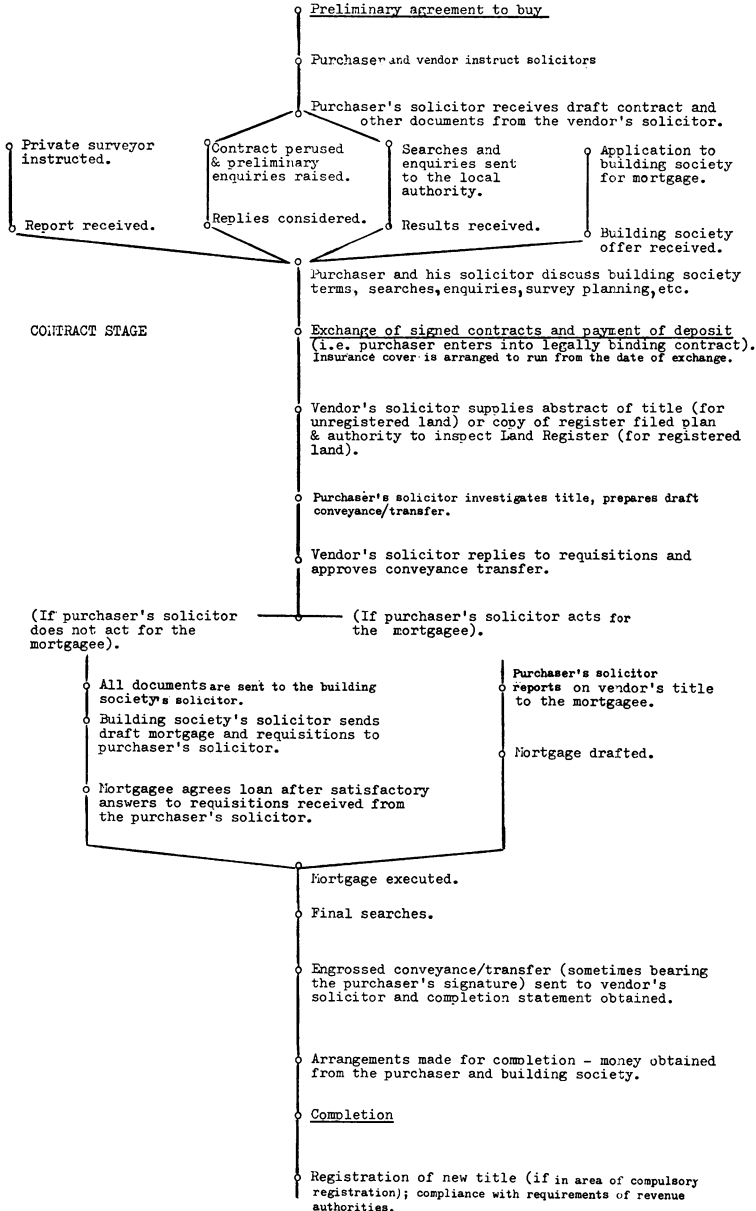 Preliminary agreement to buy
Purchaser and vendor instruct solicitors
Purchaser's solicitor receives draft contract and
other documents from the vendor's solicitor.
Private surveyor
instructed.
Report received.
Contract perused
& preliminary
enquiries raised.
Replies considered.
Searches and
enquiries sent
to the local
authority.
Results received.
Application to
building society
for mortgage.
Building society
offer received.
Purchaser and his solicitor discuss building society
terms, searches, enquiries, survey planning, etc.
CONTRACT STAGE
Exchange of signed contracts and payment of deposit
(i.e. purchaser enters into legally binding contract).
Insurance cover is arranged to run from the date of exchange.
Vendor's solicitor supplies abstract of title (for
unregistered land) or copy of register filed plan
& authority to inspect Land Register (for registered
land).
Purchaser's solicitor investigates title, prepares draft
conveyance/transfer.
Vendor's solicitor replies to requisitions and
approves conveyance transfer.
(If purchaser's solicitor
does not act for the
mortgagee).
(If purchaser's solicitor acts for
the mortgagee).
All documents are sent to the building
society's solicitor.
Building society's solicitor sends
draft mortgage and requisitions to
purchaser's solicitor.
Mortgagee agrees loan after satisfactory
answers to requisitions received from
the purchaser's solicitor.
Purchaser's solicitor
reports on vendor's title
to the mortgagee.
Mortgage drafted.
Mortgage executed.
Final searches.
Engrossed conveyance/transfer (sometimes bearing
the purchaser's signature) sent to vendor's
solicitor and completion statement obtained.
Arrangements made for completion - money obtained
from the purchaser and building society.
Completion
Registration of new title (if in area of compulsory
registration); compliance with requirements of revenue
authorities.